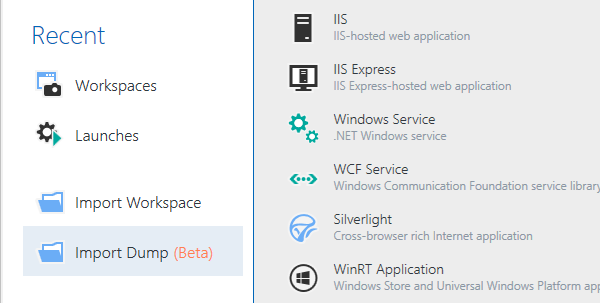 Recent
Workspaces
Launches
Import Workspace
Import Dump (Beta)
IIS
IIS-hosted web application
IIS Express
IIS Express-hosted web application
Windows Service
.NET Windows service
WCF Service
Windows Communication Foundation service library
Silverlight
Cross-browser rich Internet application
WinRT Application
Windows Store and Universal Windows Platform app